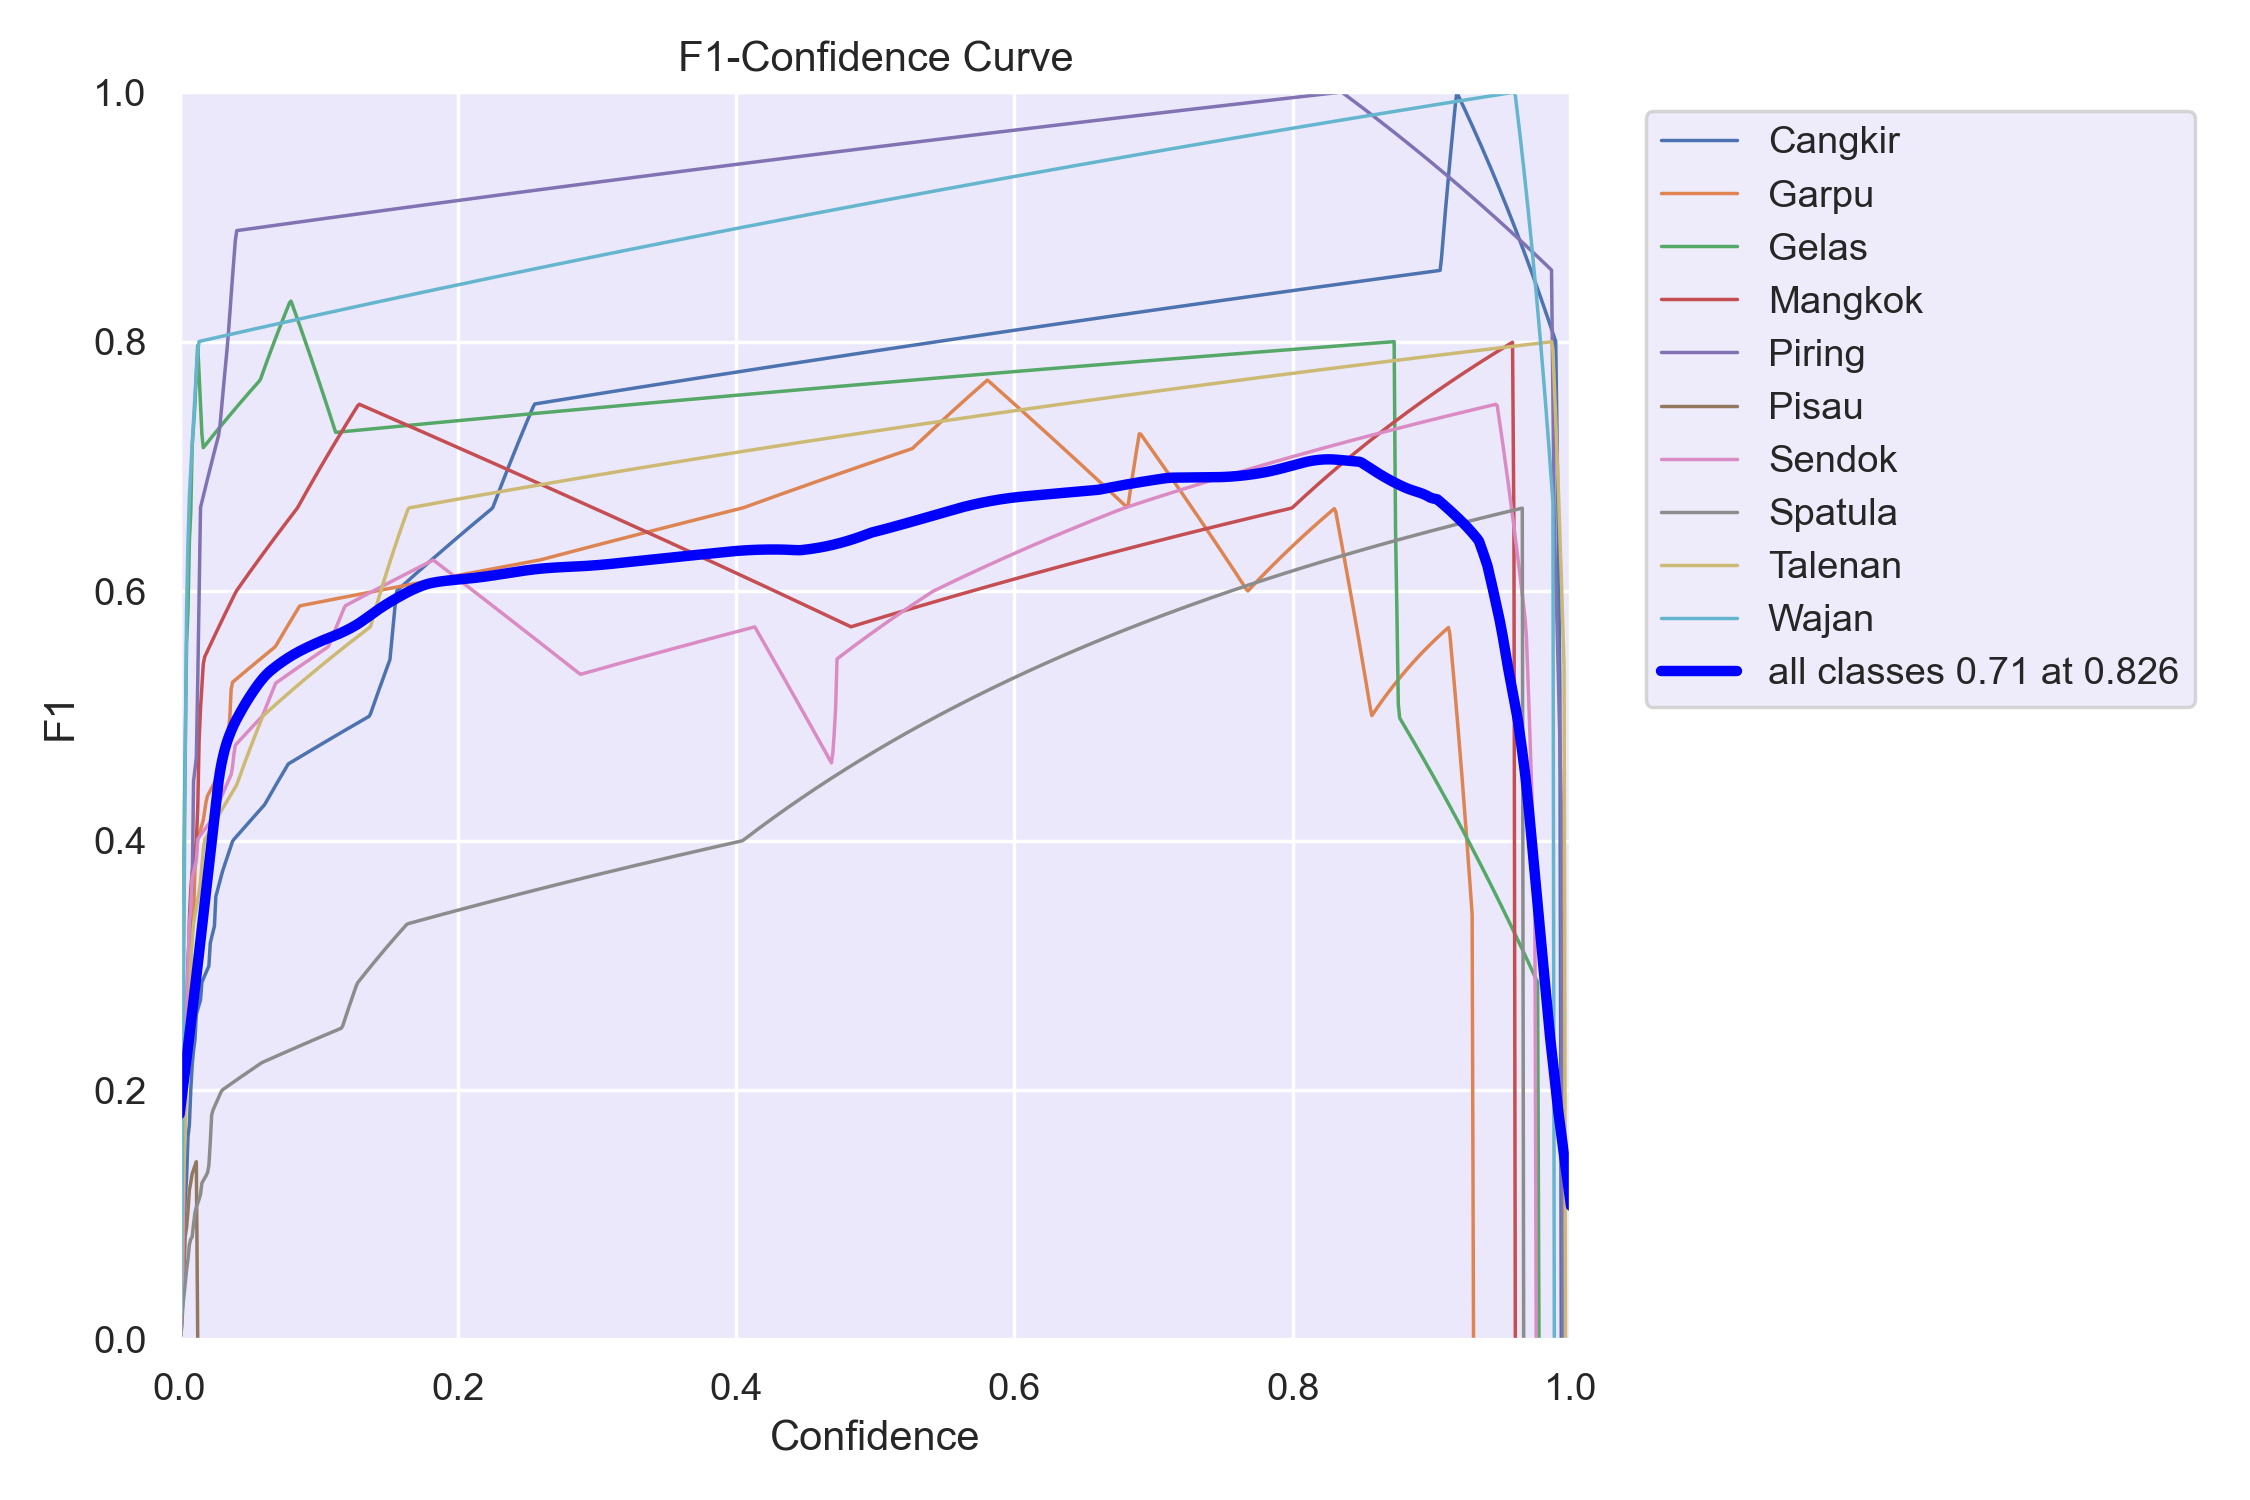 F1-Confidence Curve
1.0
0.8
0.6
0.4
0.2
0.0
F1
0.0 0.2 0.4 0.6 0.8 1.0
Confidence
Cangkir
Garpu
Gelas
Mangkok
Piring
Pisau
Sendok
Spatula
Talenan
Wajan
all classes 0.71 at 0.826